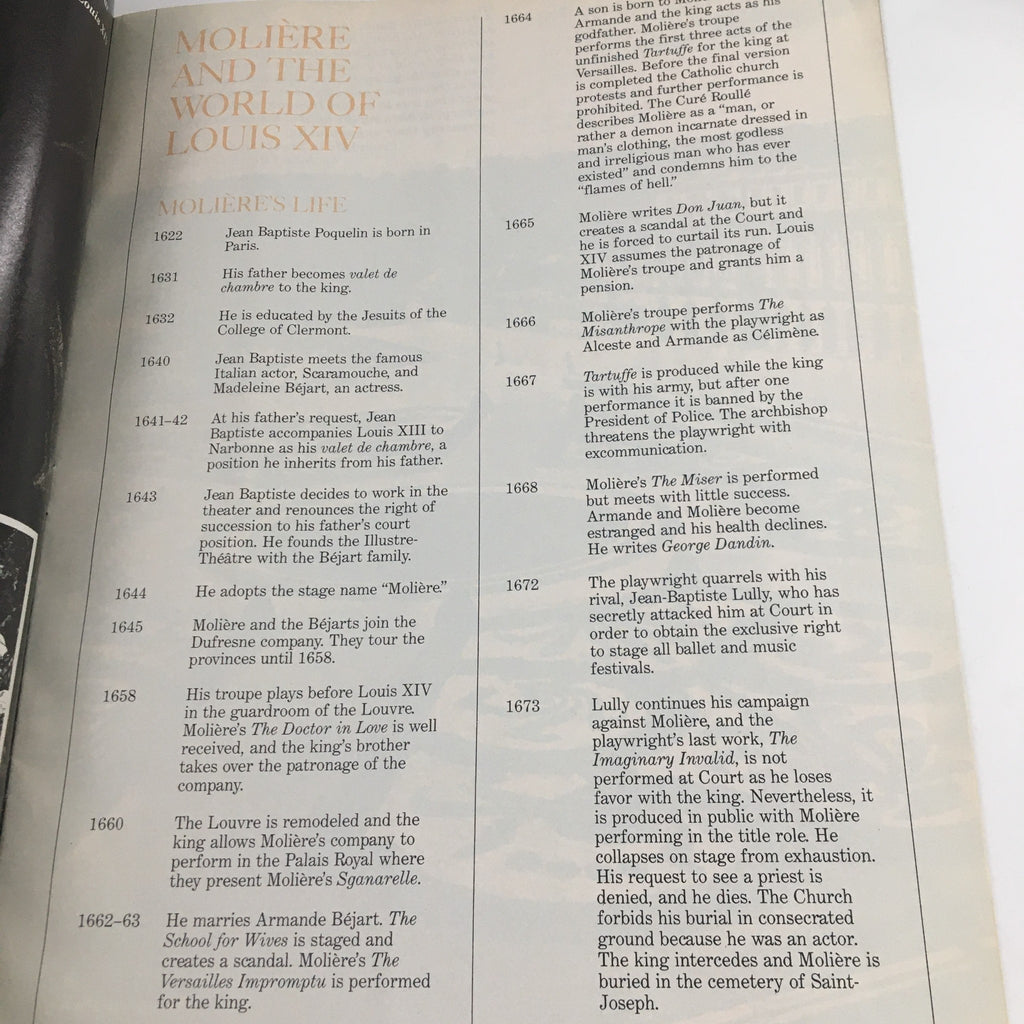 MOLIÈRE
AND THE
WORLD OF
LOUIS XIV
MOLIÈRE'S LIFE
1622 Jean Baptiste Poquelin is born in
Paris.
1631 His father becomes valet de
chambre to the king.
1632 He is educated by the Jesuits of the
College of Clermont.
1640 Jean Baptiste meets the famous
Italian actor, Scaramouche, and
Madeleine Béjart, an actress.
1641–42 At his father's request, Jean
Baptiste accompanies Louis XIII to
Narbonne as his valet de chambre, a
position he inherits from his father.
1643 Jean Baptiste decides to work in the
theater and renounces the right of
succession to his father's court
position. He founds the Illustre-
Théâtre with the Béjart family.
1644 He adopts the stage name "Molière."
1645 Molière and the Béjarts join the
Dufresne company. They tour the
provinces until 1658.
1658 His troupe plays before Louis XIV
in the guardroom of the Louvre.
Molière's The Doctor in Love is well
received, and the king's brother
takes over the patronage of the
company.
1660 The Louvre is remodeled and the
king allows Molière's company to
perform in the Palais Royal where
they present Molière's Sganarelle.
1662–63 He marries Armande Béjart. The
School for Wives is staged and
creates a scandal. Molière's The
Versailles Impromptu is performed
for the king.
1664 A son is born to
Armande and the king acts as his
godfather. Molière's troupe
performs the first three acts of the
unfinished Tartuffe for the king at
Versailles. Before the final version
is completed the Catholic church
protests and further performance is
prohibited. The Curé Roullé
describes Molière as a "man, or
rather a demon incarnate dressed in
man's clothing, the most godless
and irreligious man who has ever
existed" and condemns him to the
"flames of hell."
1665 Molière writes Don Juan, but it
creates a scandal at the Court and
he is forced to curtail its run. Louis
XIV assumes the patronage of
Molière's troupe and grants him a
pension.
1666 Molière's troupe performs The
Misanthrope with the playwright as
Alceste and Armande as Célimène.
1667 Tartuffe is produced while the king
is with his army, but after one
performance it is banned by the
President of Police. The archbishop
threatens the playwright with
excommunication.
1668 Molière's The Miser is performed
but meets with little success.
Armande and Molière become
estranged and his health declines.
He writes George Dandin.
1672 The playwright quarrels with his
rival, Jean-Baptiste Lully, who has
secretly attacked him at Court in
order to obtain the exclusive right
to stage all ballet and music
festivals.
1673 Lully continues his campaign
against Molière, and the
playwright's last work, The
Imaginary Invalid, is not
performed at Court as he loses
favor with the king. Nevertheless, it
is produced in public with Molière
performing in the title role. He
collapses on stage from exhaustion.
His request to see a priest is
denied, and he dies. The Church
forbids his burial in consecrated
ground because he was an actor.
The king intercedes and Molière is
buried in the cemetery of Saint-
Joseph.